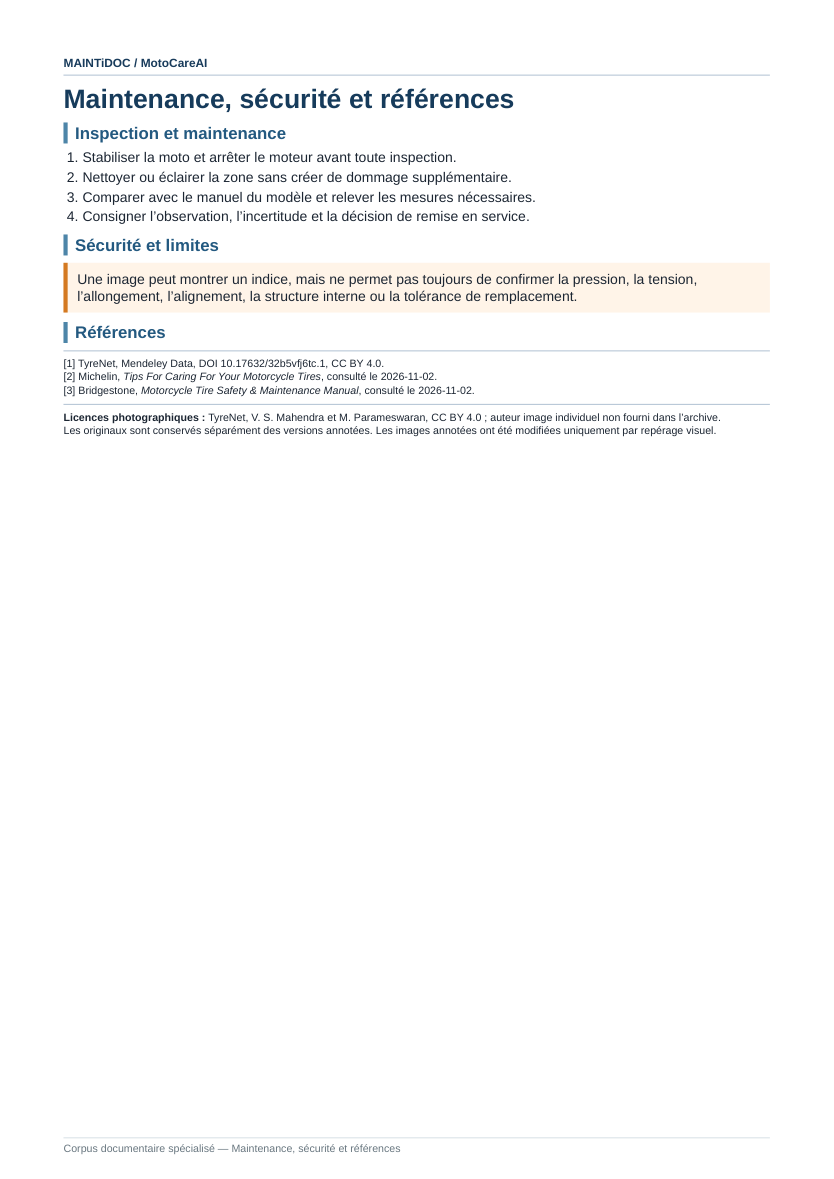 MAINTiDOC / MotoCareAI
Maintenance, sécurité et références
Inspection et maintenance
1. Stabiliser la moto et arrêter le moteur avant toute inspection.
2. Nettoyer ou éclairer la zone sans créer de dommage supplémentaire.
3. Comparer avec le manuel du modèle et relever les mesures nécessaires.
4. Consigner l’observation, l’incertitude et la décision de remise en service.
Sécurité et limites
Une image peut montrer un indice, mais ne permet pas toujours de confirmer la pression, la tension,
l’allongement, l’alignement, la structure interne ou la tolérance de remplacement.
Références
[1] TyreNet, Mendeley Data, DOI 10.17632/32b5vfj6tc.1, CC BY 4.0.
[2] Michelin, Tips For Caring For Your Motorcycle Tires, consulté le 2026-11-02.
[3] Bridgestone, Motorcycle Tire Safety & Maintenance Manual, consulté le 2026-11-02.
Licences photographiques : TyreNet, V. S. Mahendra et M. Parameswaran, CC BY 4.0 ; auteur image individuel non fourni dans l’archive.
Les originaux sont conservés séparément des versions annotées. Les images annotées ont été modifiées uniquement par repérage visuel.
Corpus documentaire spécialisé — Maintenance, sécurité et références